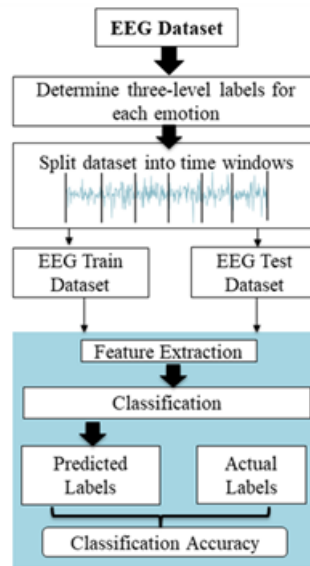 EEG Dataset
Determine three-level labels for
each emotion
Split dataset into time windows
EEG Train
Dataset
EEG Test
Dataset
Feature Extraction
Classification
Predicted
Labels
Actual
Labels
Classification Accuracy